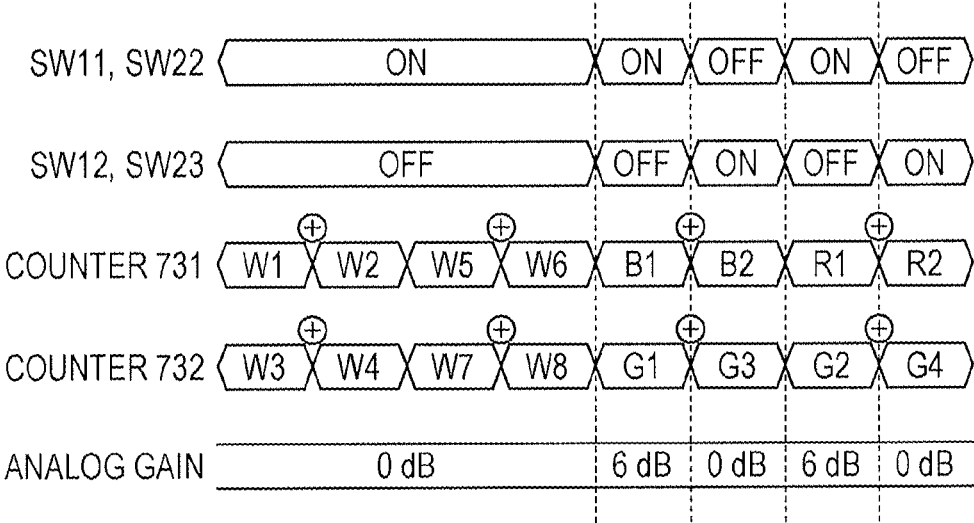 SW11, SW22 ON ON OFF ON OFF
SW12, SW23 OFF OFF ON OFF ON
COUNTER 731 W1 + W2 W5 + W6 B1 + B2 R1 + R2
COUNTER 732 W3 + W4 W7 + W8 G1 + G3 G2 + G4
ANALOG GAIN 0 dB 6 dB 0 dB 6 dB 0 dB